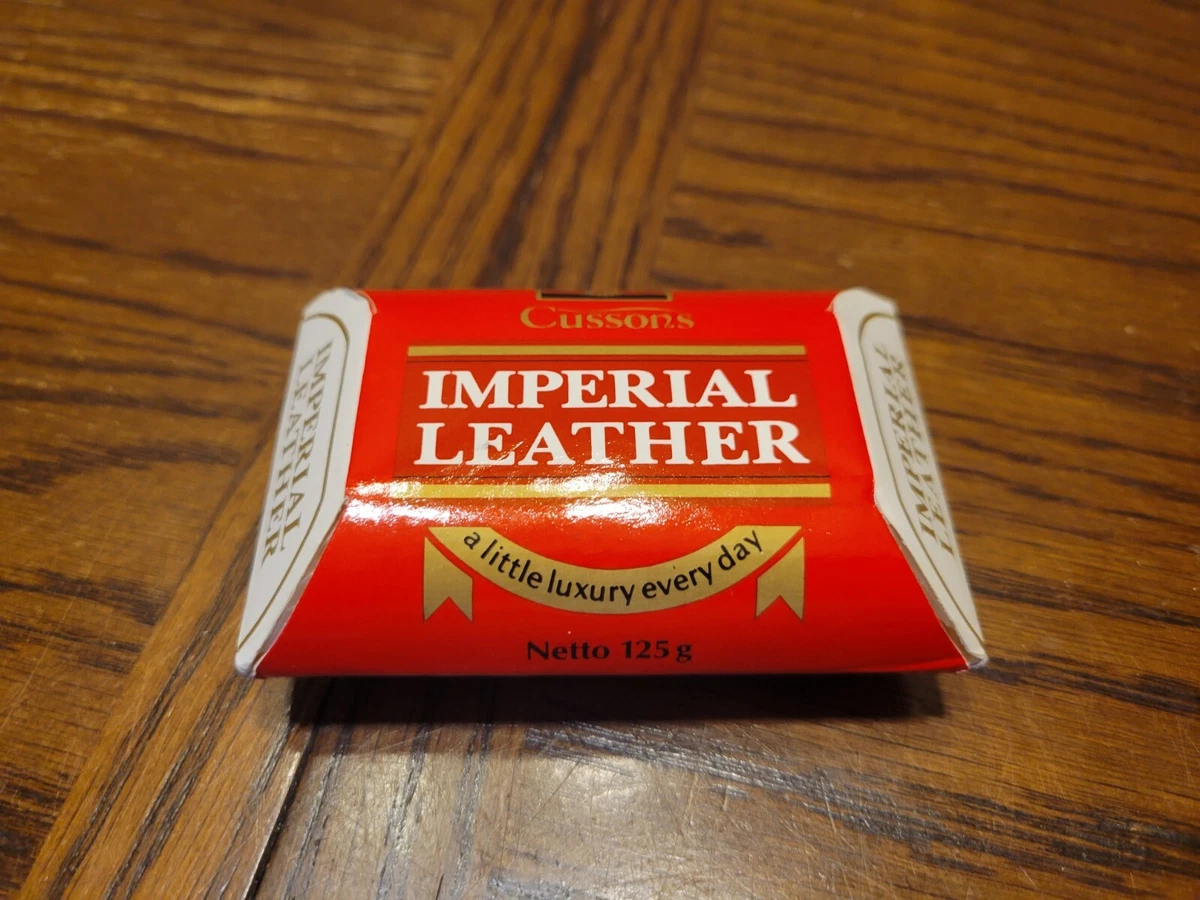 Cussons
IMPERIAL
LEATHER
a little luxury every day
Netto 125 g
IMPERIAL
LEATHER
IMPERIAL
LEATHER